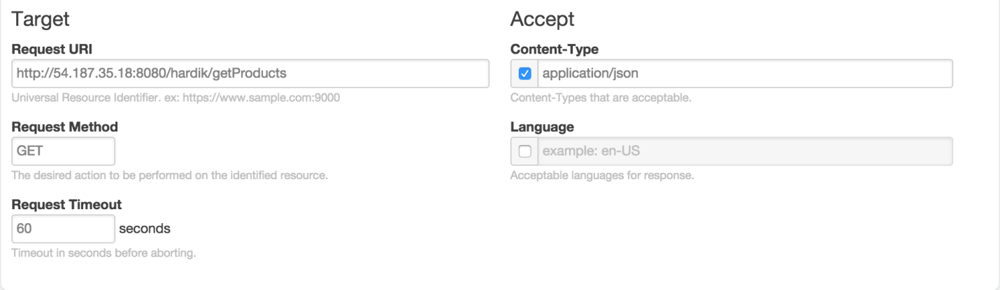 Target
Request URI
http://54.187.35.18:8080/hardik/getProducts
Universal Resource Identifier. ex: https://www.sample.com:9000
Request Method
GET
The desired action to be performed on the identified resource.
Request Timeout
60 seconds
Timeout in seconds before aborting.
Accept
Content-Type
application/json
Content-Types that are acceptable.
Language
example: en-US
Acceptable languages for response.